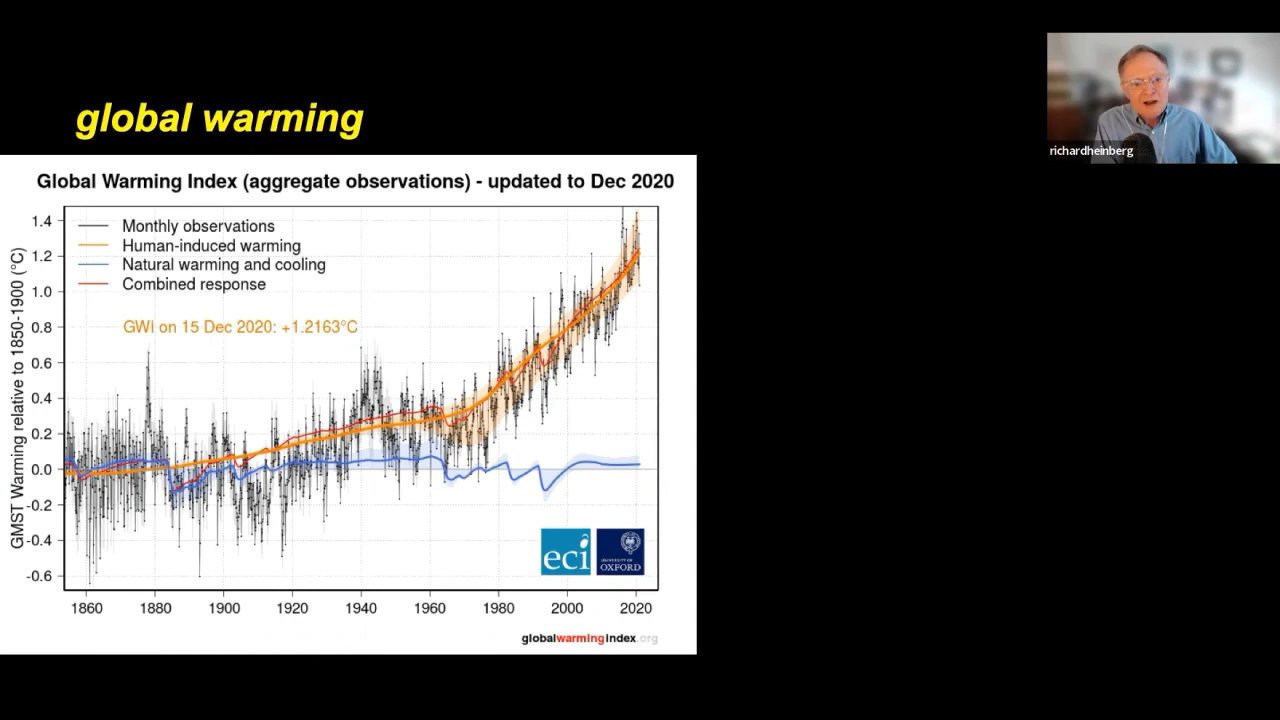 global warming
richardheinberg
Global Warming Index (aggregate observations) - updated to Dec 2020
GMST Warming relative to 1850-1900 (°C)
1.4
1.2
1.0
0.8
0.6
0.4
0.2
0.0
-0.2
-0.4
-0.6
Monthly observations
Human-induced warming
Natural warming and cooling
Combined response
GWI on 15 Dec 2020: +1.2163°C
eci
UNIVERSITY OF
OXFORD
1860 1880 1900 1920 1940 1960 1980 2000 2020
globalwarmingindex.org